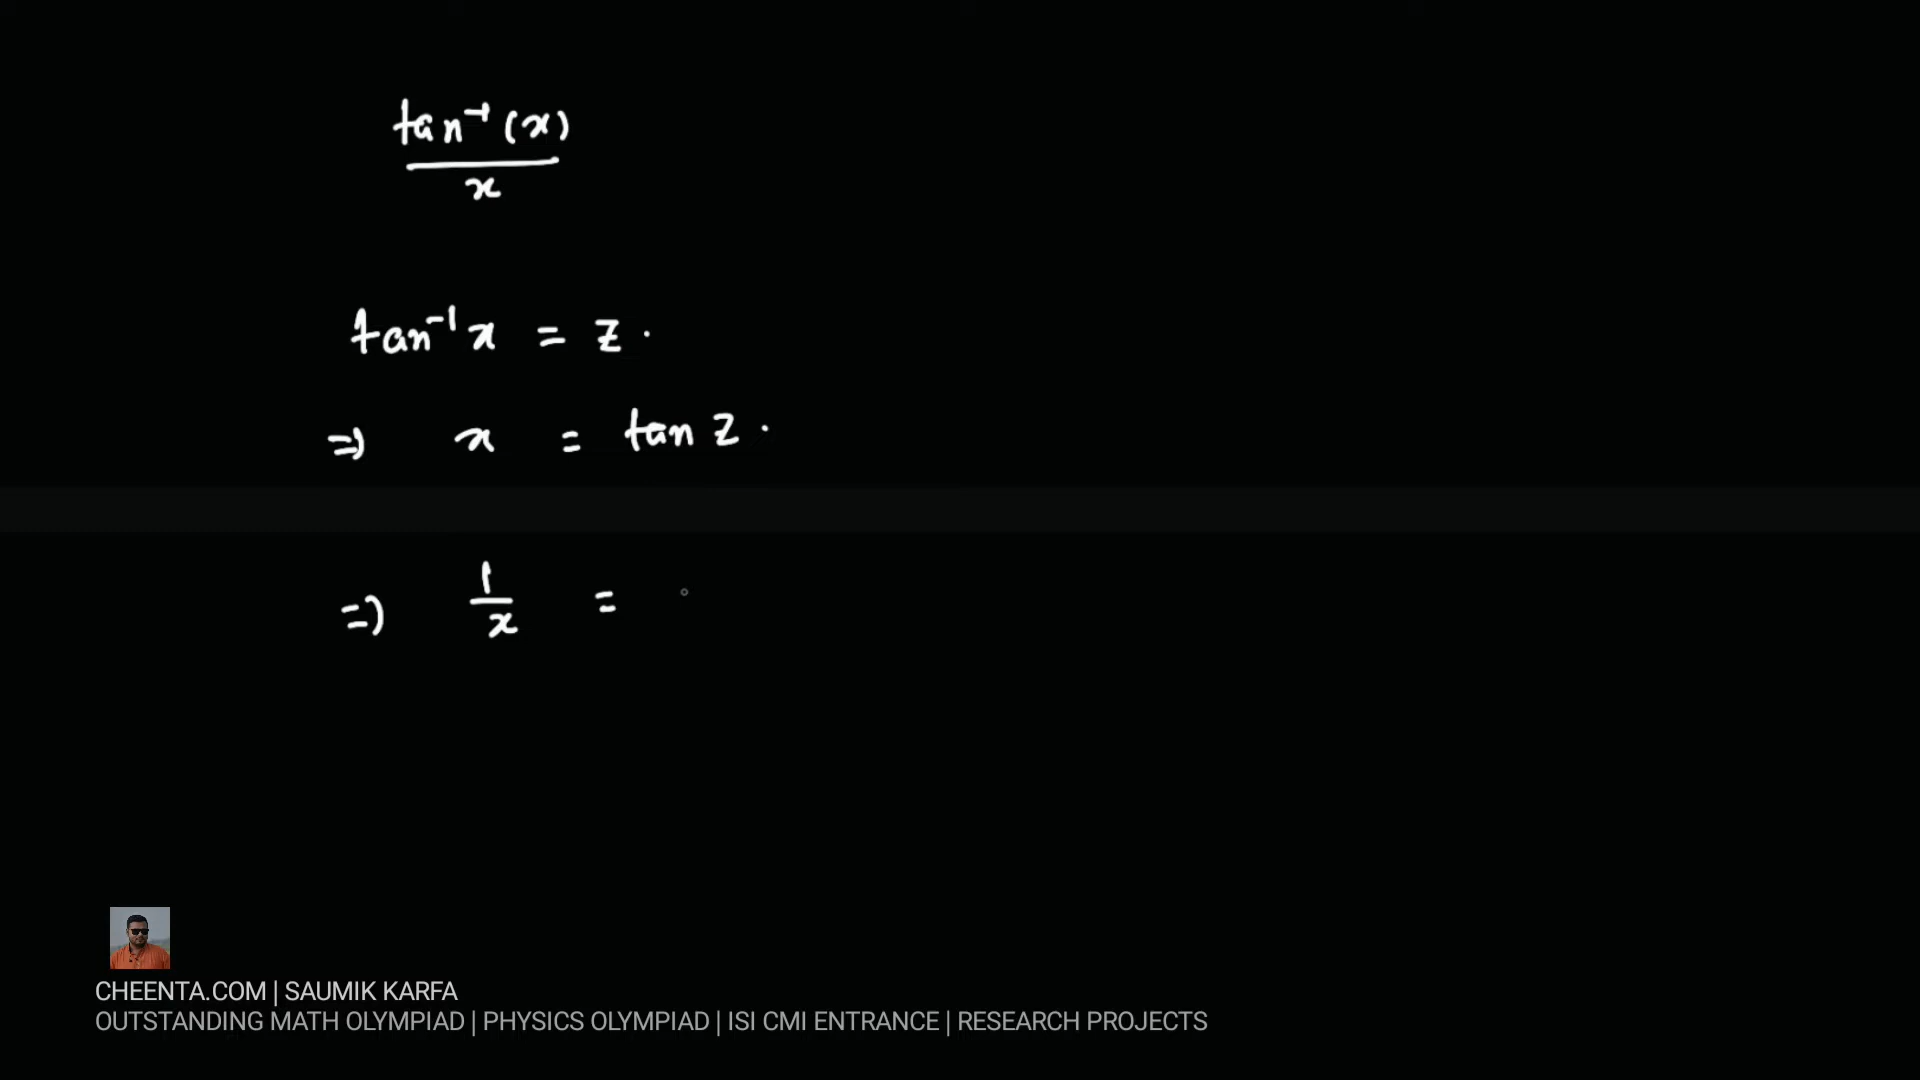 tan⁻¹(x)
x
tan⁻¹x = z.
⇒ x = tan z.
⇒ 1/x =
CHEENTA.COM | SAUMIK KARFA
OUTSTANDING MATH OLYMPIAD | PHYSICS OLYMPIAD | ISI CMI ENTRANCE | RESEARCH PROJECTS